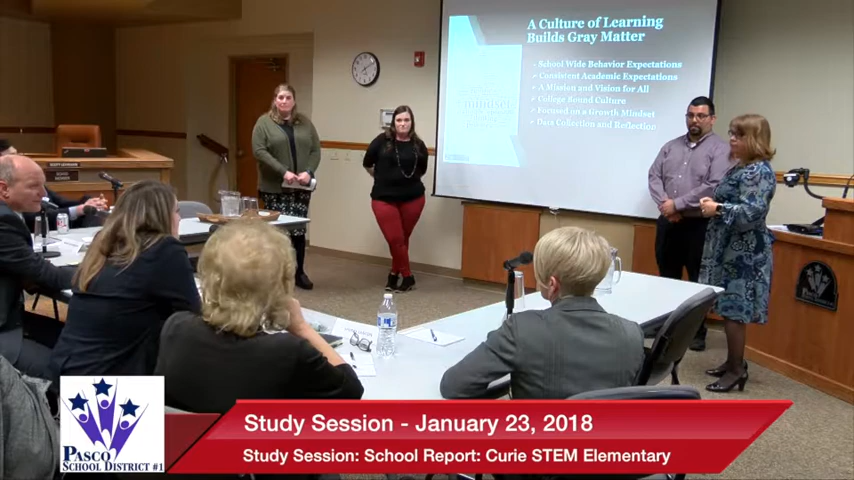 A Culture of Learning
Builds Gray Matter
School Wide Behavior Expectations
Consistent Academic Expectations
A Mission and Vision for All
College Bound Culture
Focused on a Growth Mindset
Data Collection and Reflection
mindset
PASCO
Study Session - January 23, 2018
Study Session: School Report: Curie STEM Elementary
PASCO
SCHOOL DISTRICT #1